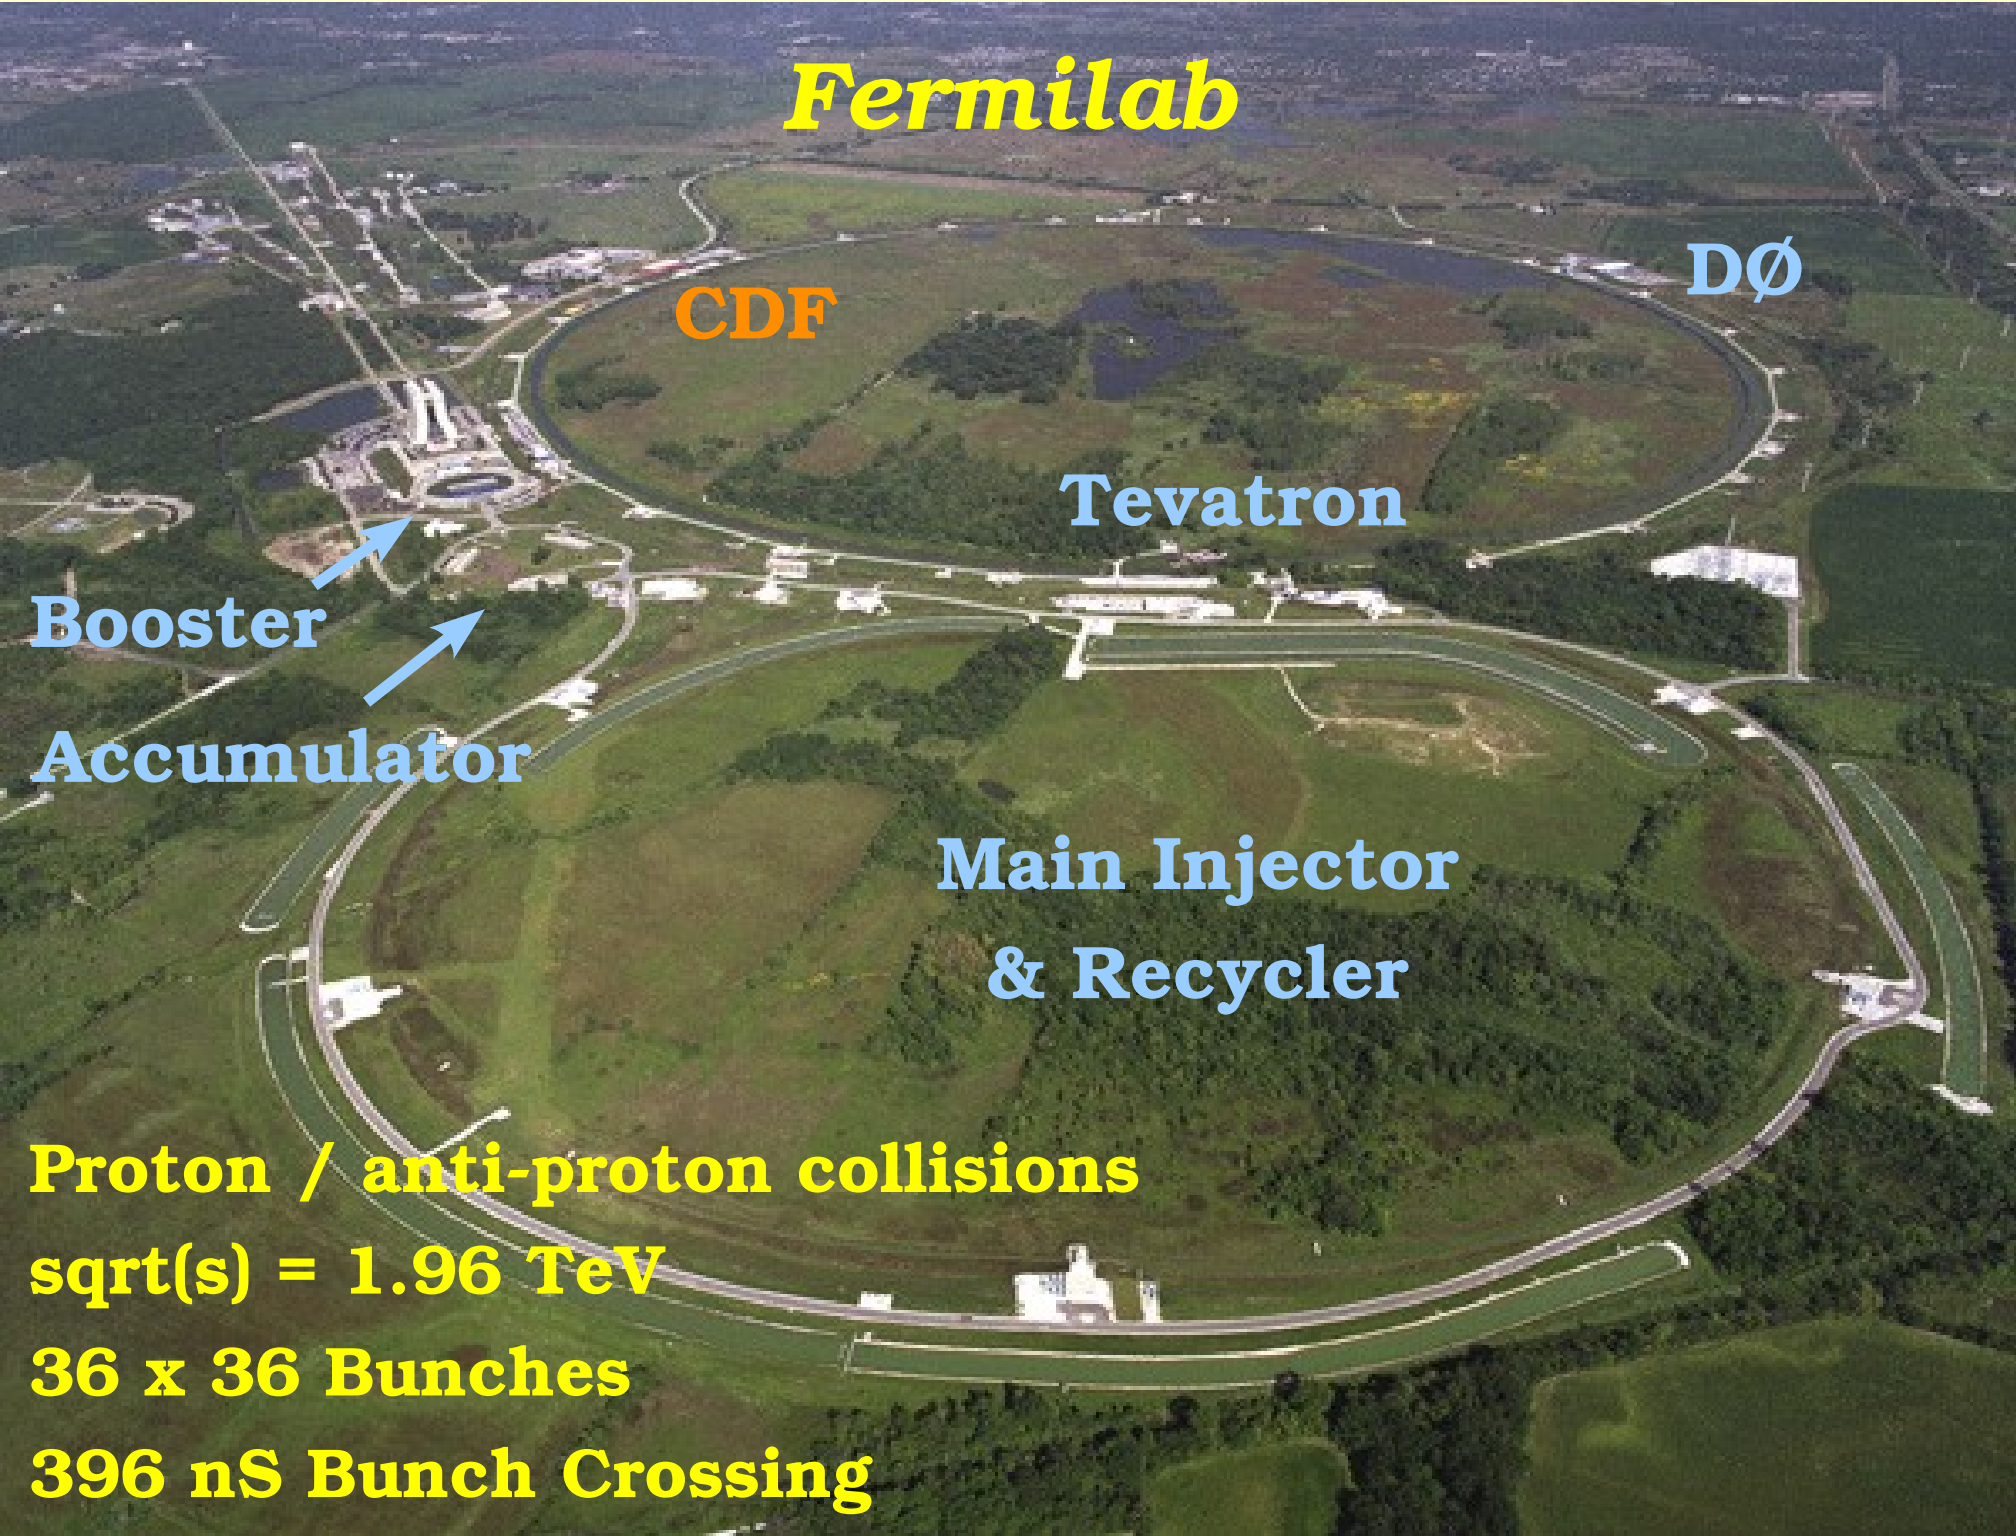 Fermilab
DØ
CDF
Tevatron
Booster
Accumulator
Main Injector
& Recycler
Proton / anti-proton collisions
sqrt(s) = 1.96 TeV
36 x 36 Bunches
396 nS Bunch Crossing